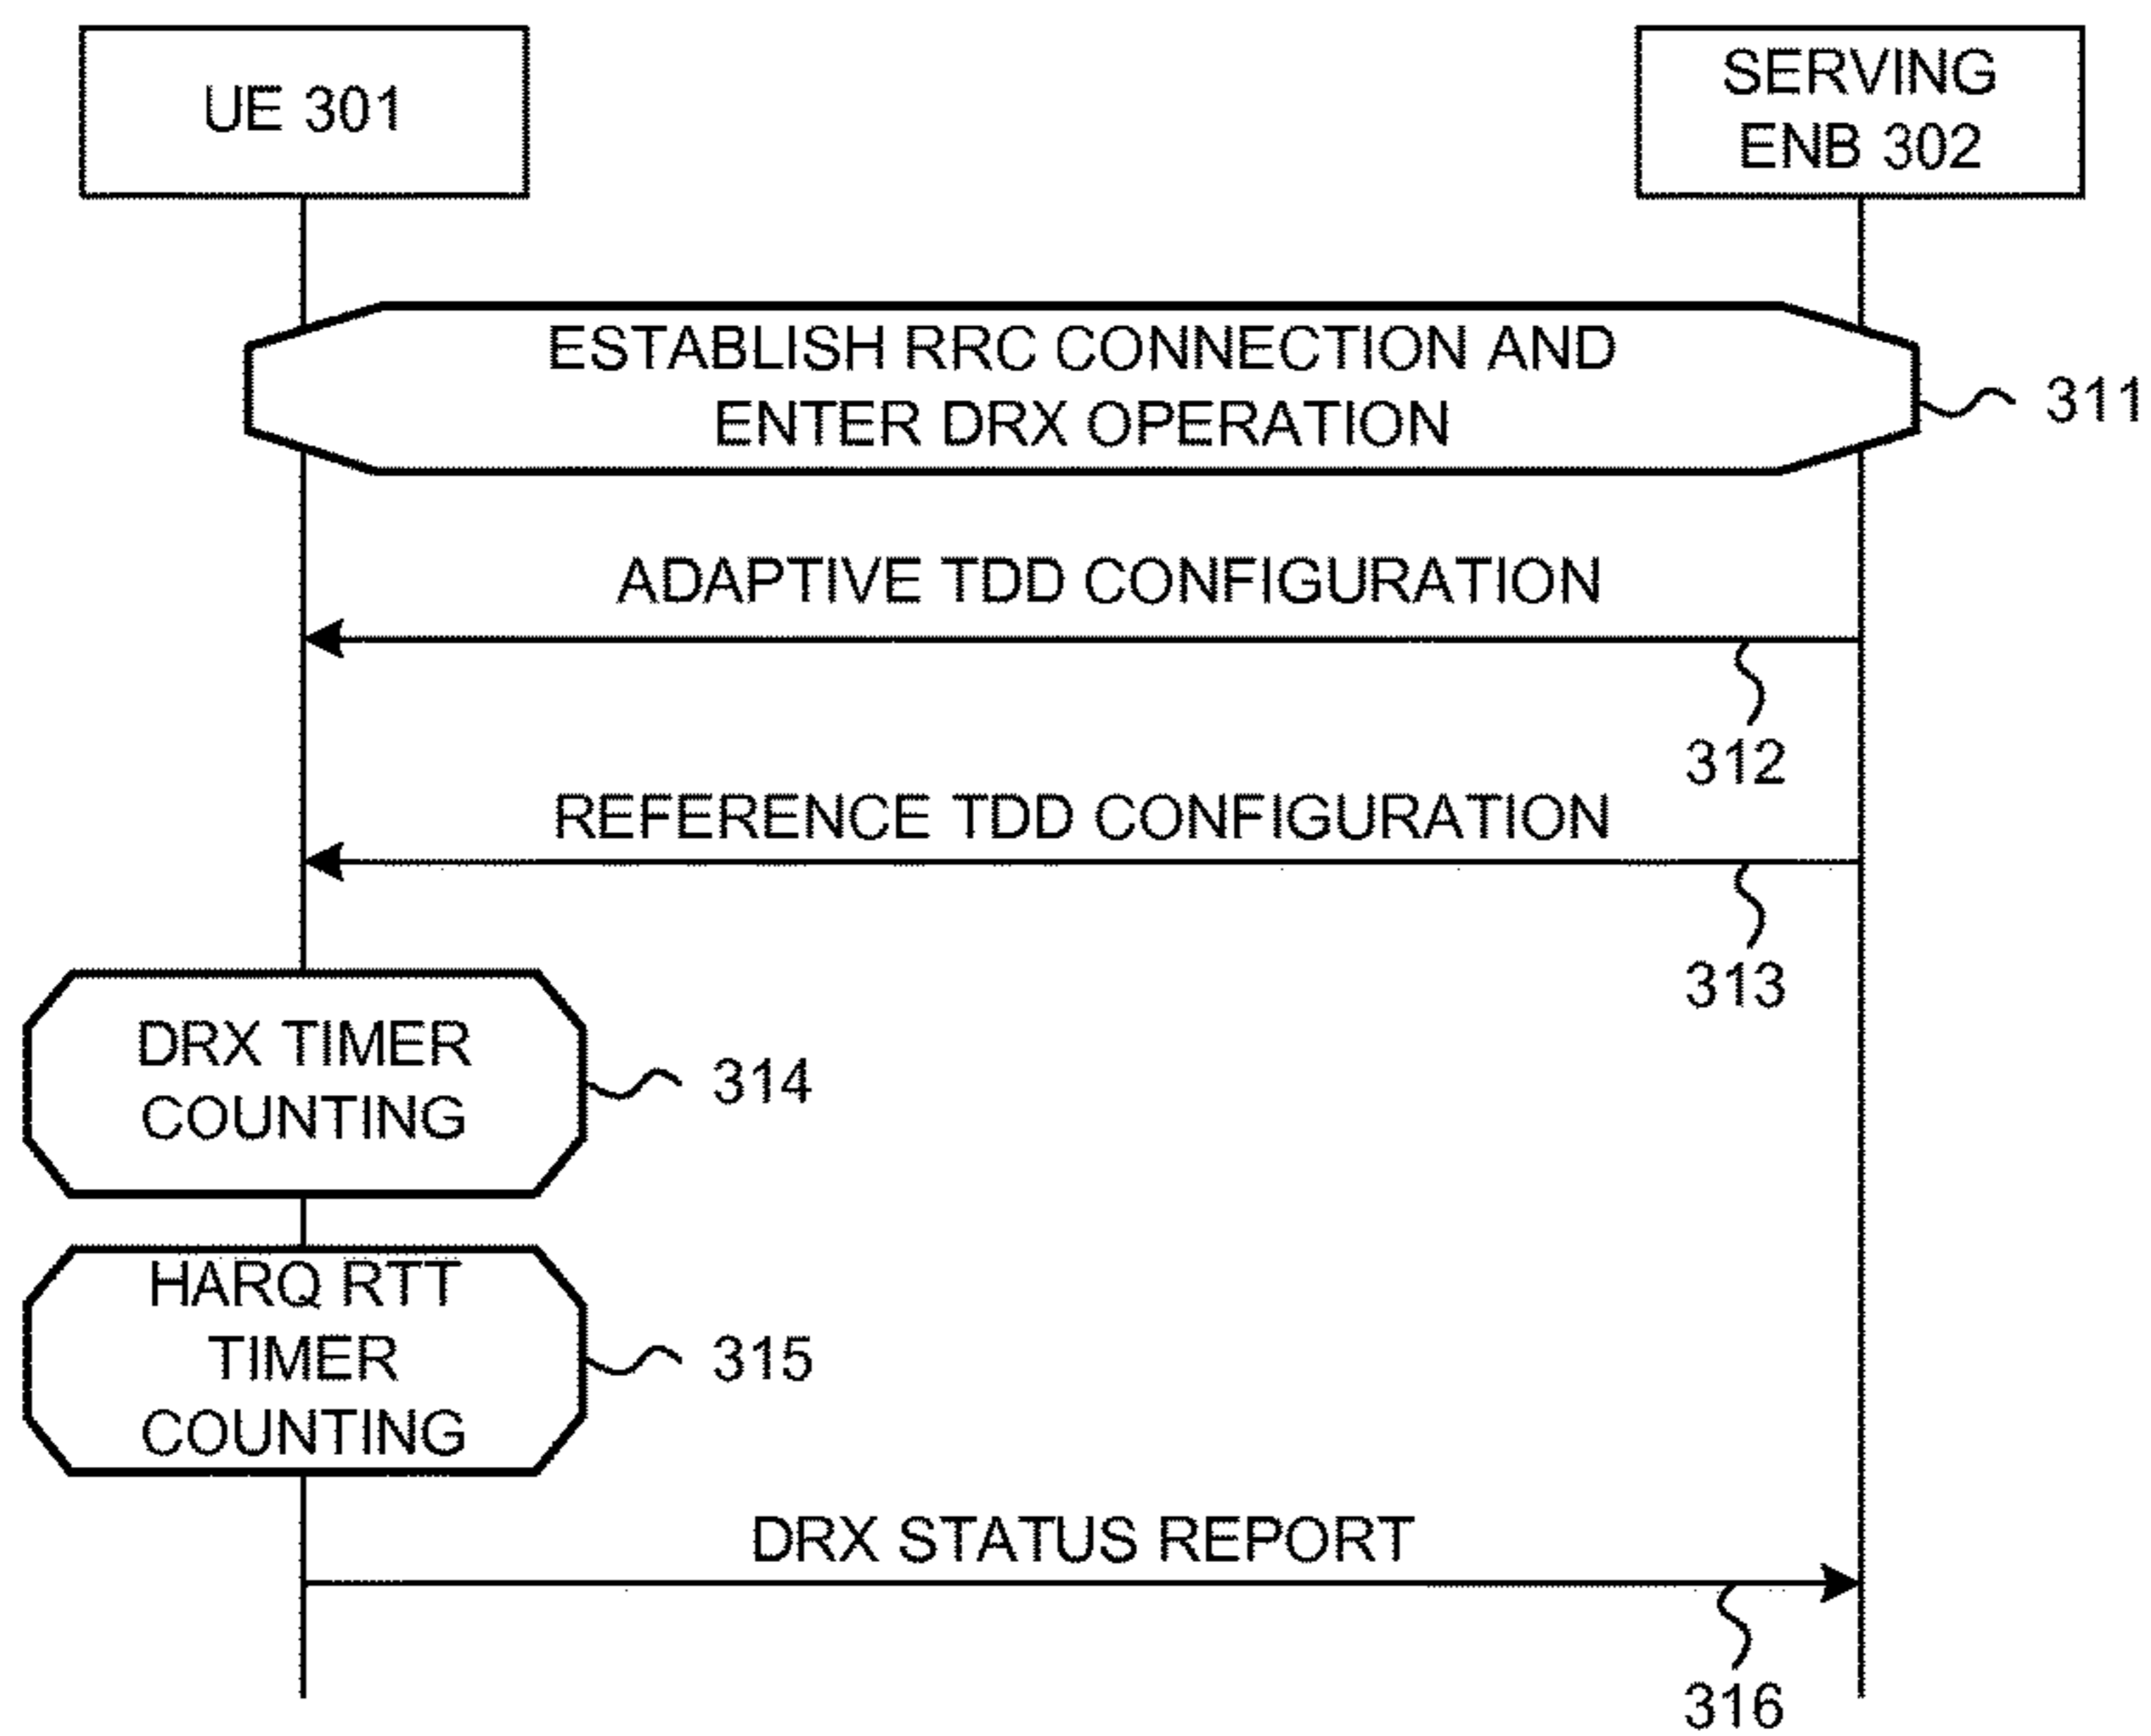 UE 301
SERVING
ENB 302
ESTABLISH RRC CONNECTION AND
ENTER DRX OPERATION
311
ADAPTIVE TDD CONFIGURATION
312
REFERENCE TDD CONFIGURATION
313
DRX TIMER
COUNTING
314
HARQ RTT
TIMER
COUNTING
315
DRX STATUS REPORT
316